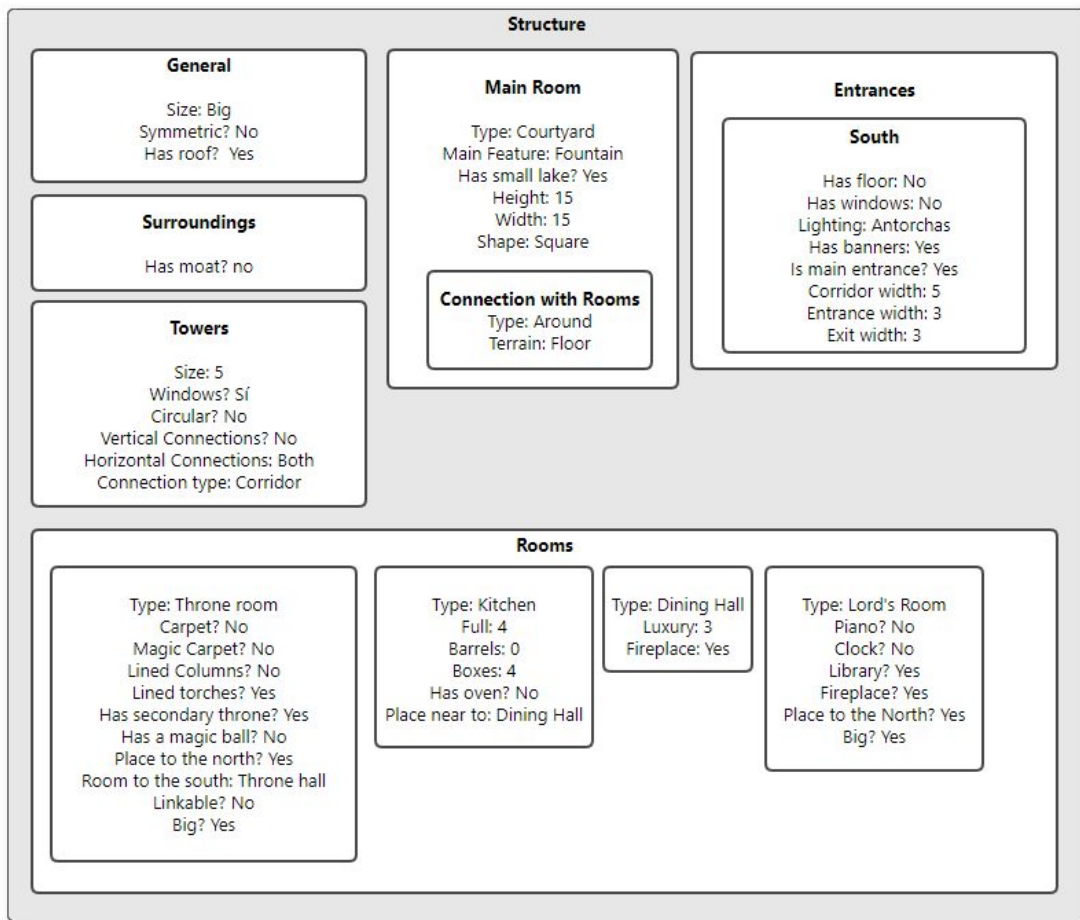 Structure
General
Size: Big
Symmetric? No
Has roof?  Yes
Surroundings
Has moat? no
Towers
Size: 5
Windows? Sí
Circular? No
Vertical Connections? No
Horizontal Connections: Both
Connection type: Corridor
Main Room
Type: Courtyard
Main Feature: Fountain
Has small lake? Yes
Height: 15
Width: 15
Shape: Square
Connection with Rooms
Type: Around
Terrain: Floor
Entrances
South
Has floor: No
Has windows: No
Lighting: Antorchas
Has banners: Yes
Is main entrance? Yes
Corridor width: 5
Entrance width: 3
Exit width: 3
Rooms
Type: Throne room
Carpet? No
Magic Carpet? No
Lined Columns? No
Lined torches? Yes
Has secondary throne? Yes
Has a magic ball? No
Place to the north? Yes
Room to the south: Throne hall
Linkable? No
Big? Yes
Type: Kitchen
Full: 4
Barrels: 0
Boxes: 4
Has oven? No
Place near to: Dining Hall
Type: Dining Hall
Luxury: 3
Fireplace: Yes
Type: Lord's Room
Piano? No
Clock? No
Library? Yes
Fireplace? Yes
Place to the North? Yes
Big? Yes